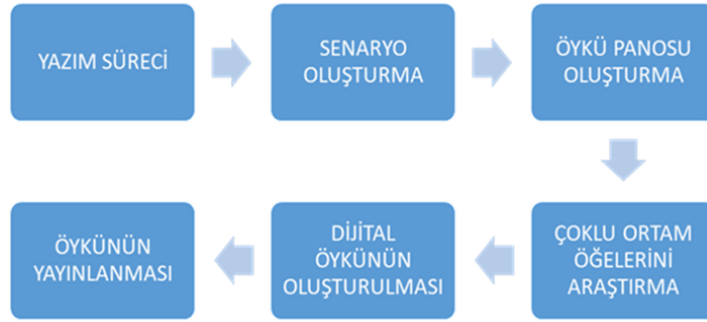 YAZIM SÜRECİ
SENARYO
OLUŞTURMA
ÖYKÜ PANOSU
OLUŞTURMA
ÇOKLU ORTAM
ÖĞELERİNİ
ARAŞTIRMA
DİJİTAL
ÖYKÜNÜN
OLUŞTURULMASI
ÖYKÜNÜN
YAYINLANMASI